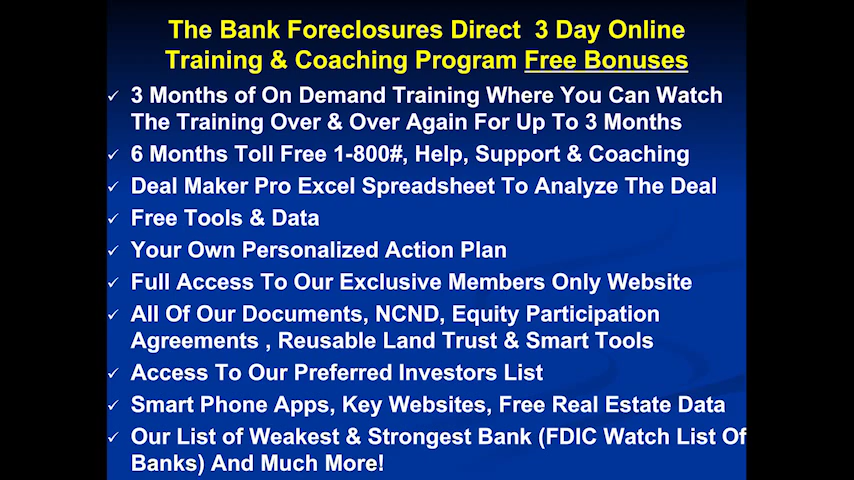 The Bank Foreclosures Direct 3 Day Online
Training & Coaching Program Free Bonuses
✓ 3 Months of On Demand Training Where You Can Watch
The Training Over & Over Again For Up To 3 Months
✓ 6 Months Toll Free 1-800#, Help, Support & Coaching
✓ Deal Maker Pro Excel Spreadsheet To Analyze The Deal
✓ Free Tools & Data
✓ Your Own Personalized Action Plan
✓ Full Access To Our Exclusive Members Only Website
✓ All Of Our Documents, NCND, Equity Participation
Agreements , Reusable Land Trust & Smart Tools
✓ Access To Our Preferred Investors List
✓ Smart Phone Apps, Key Websites, Free Real Estate Data
✓ Our List of Weakest & Strongest Bank (FDIC Watch List Of
Banks) And Much More!